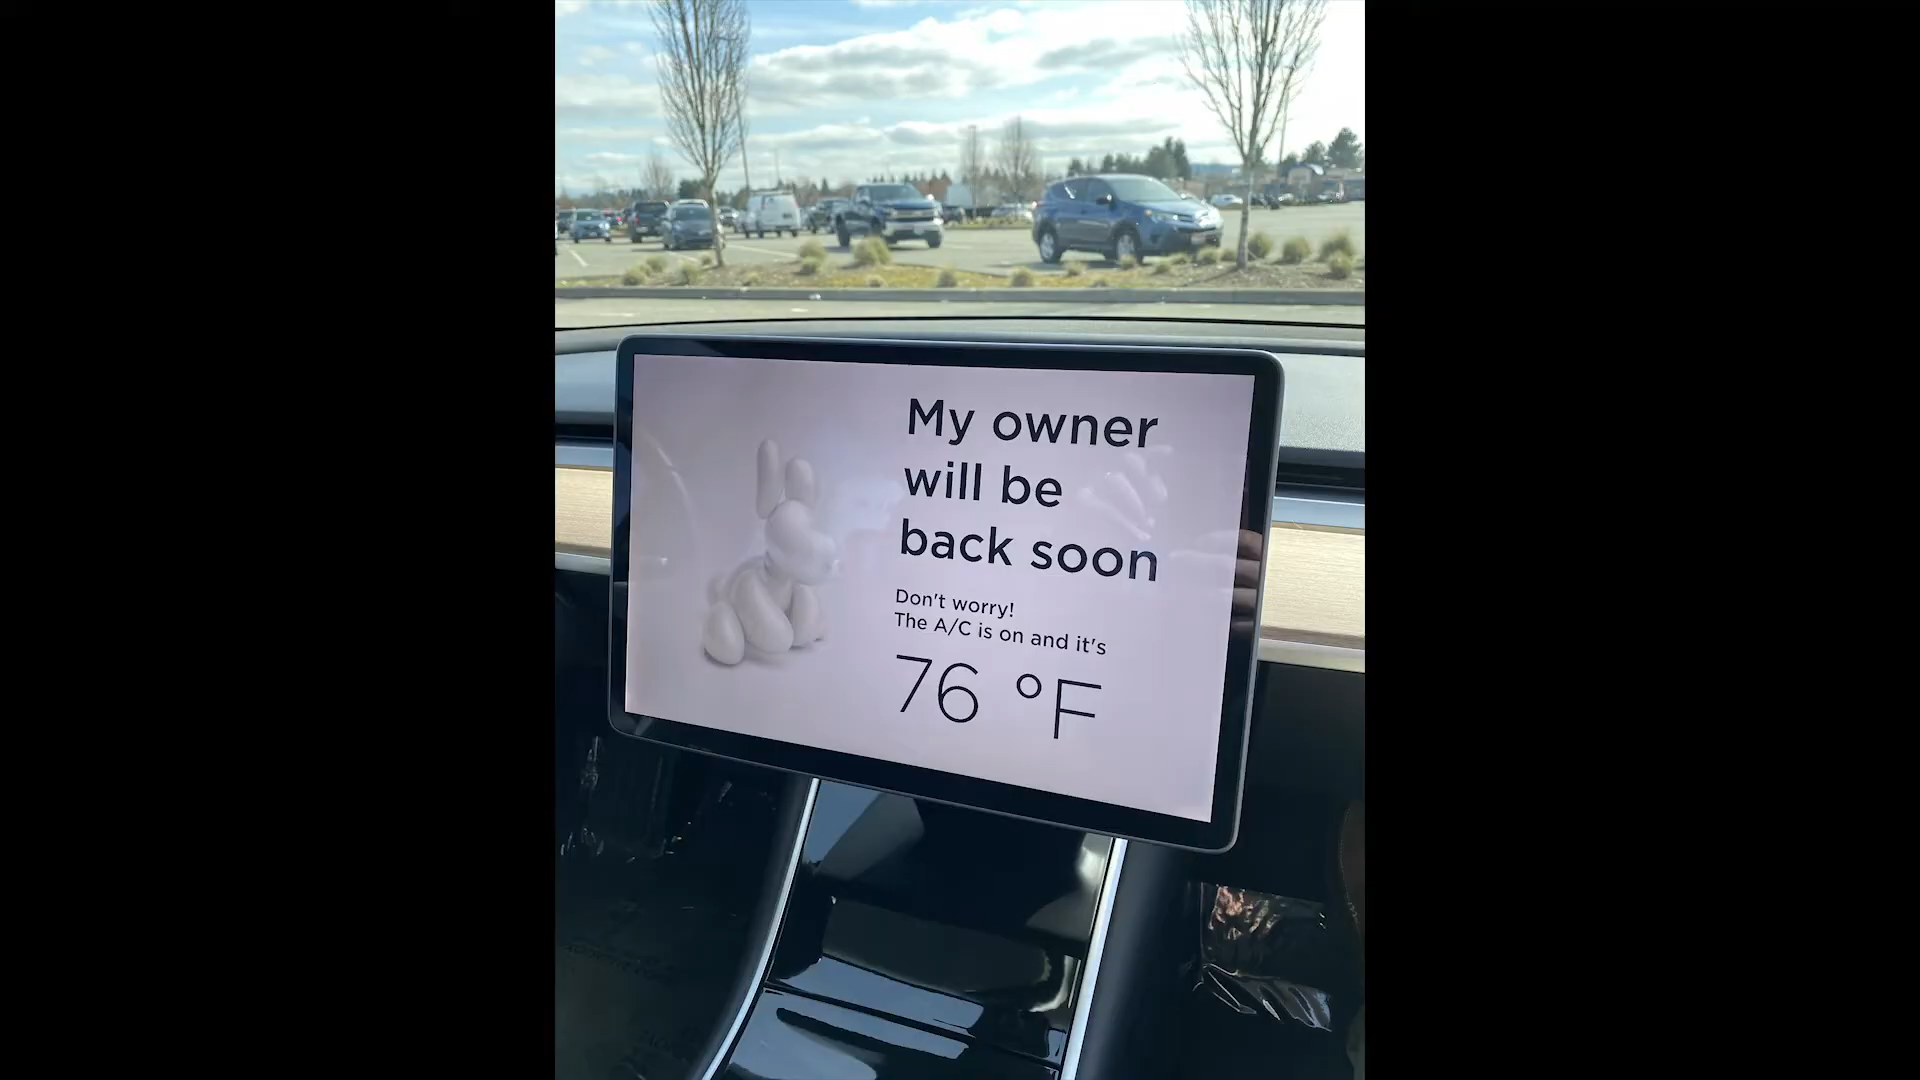 My owner
will be
back soon
Don't worry!
The A/C is on and it's
76 °F